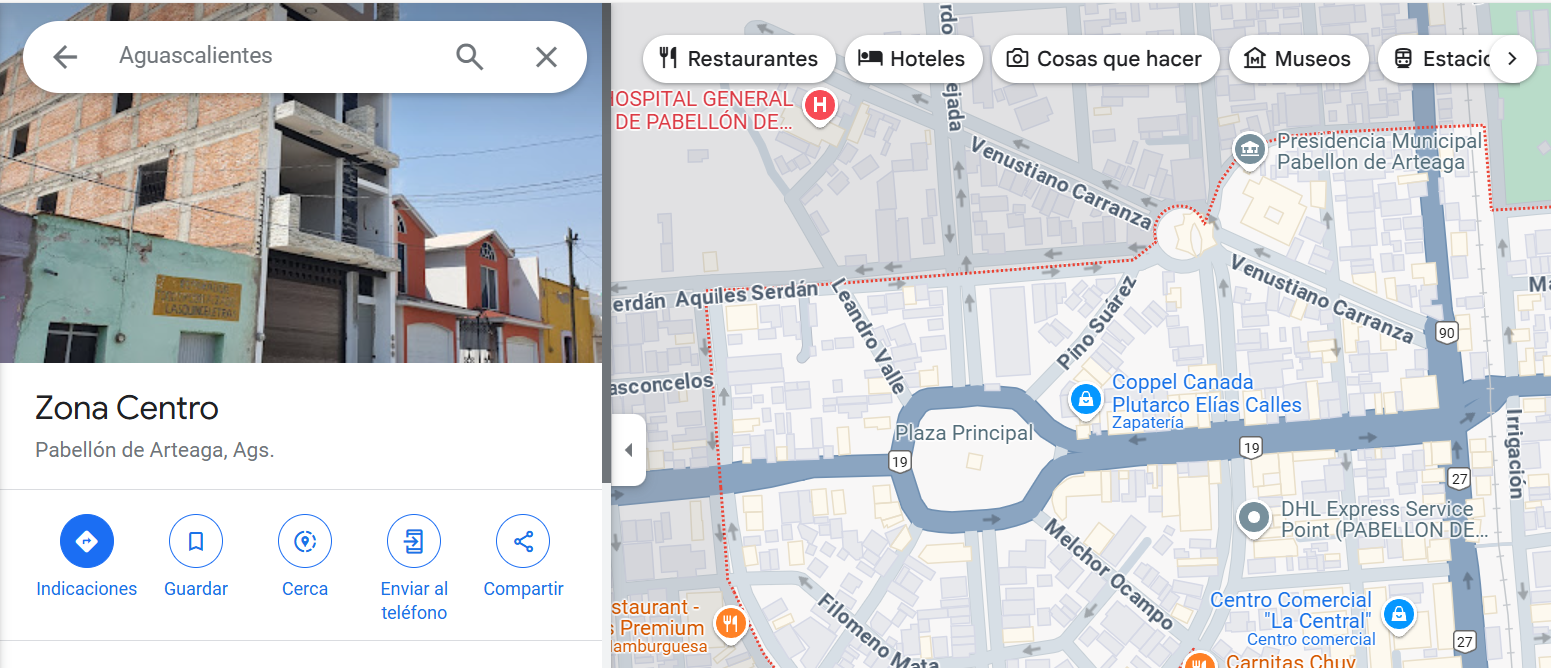 Aguascalientes
Zona Centro
Pabellón de Arteaga, Ags.
Indicaciones
Guardar
Cerca
Enviar al
teléfono
Compartir
Restaurantes
Hoteles
Cosas que hacer
Museos
Estacio
OSPITAL GENERAL
DE PABELLÓN DE...
H
rdo
ejada
Venustiano Carranza
Presidencia Municipal
Pabellon de Arteaga
erdán
Aquiles Serdán
Leandro Valle
Pino Suárez
Venustiano Carranza
Ma
90
asconcelos
Coppel Canada
Plutarco Elías Calles
Zapatería
Plaza Principal
19
19
27
Irrigación
DHL Express Service
Point (PABELLON DE...
Melchor Ocampo
Filomeno Mata
staurant -
s Premium
amburguesa
Centro Comercial
"La Central"
Centro comercial
27
Carnitas Chuy